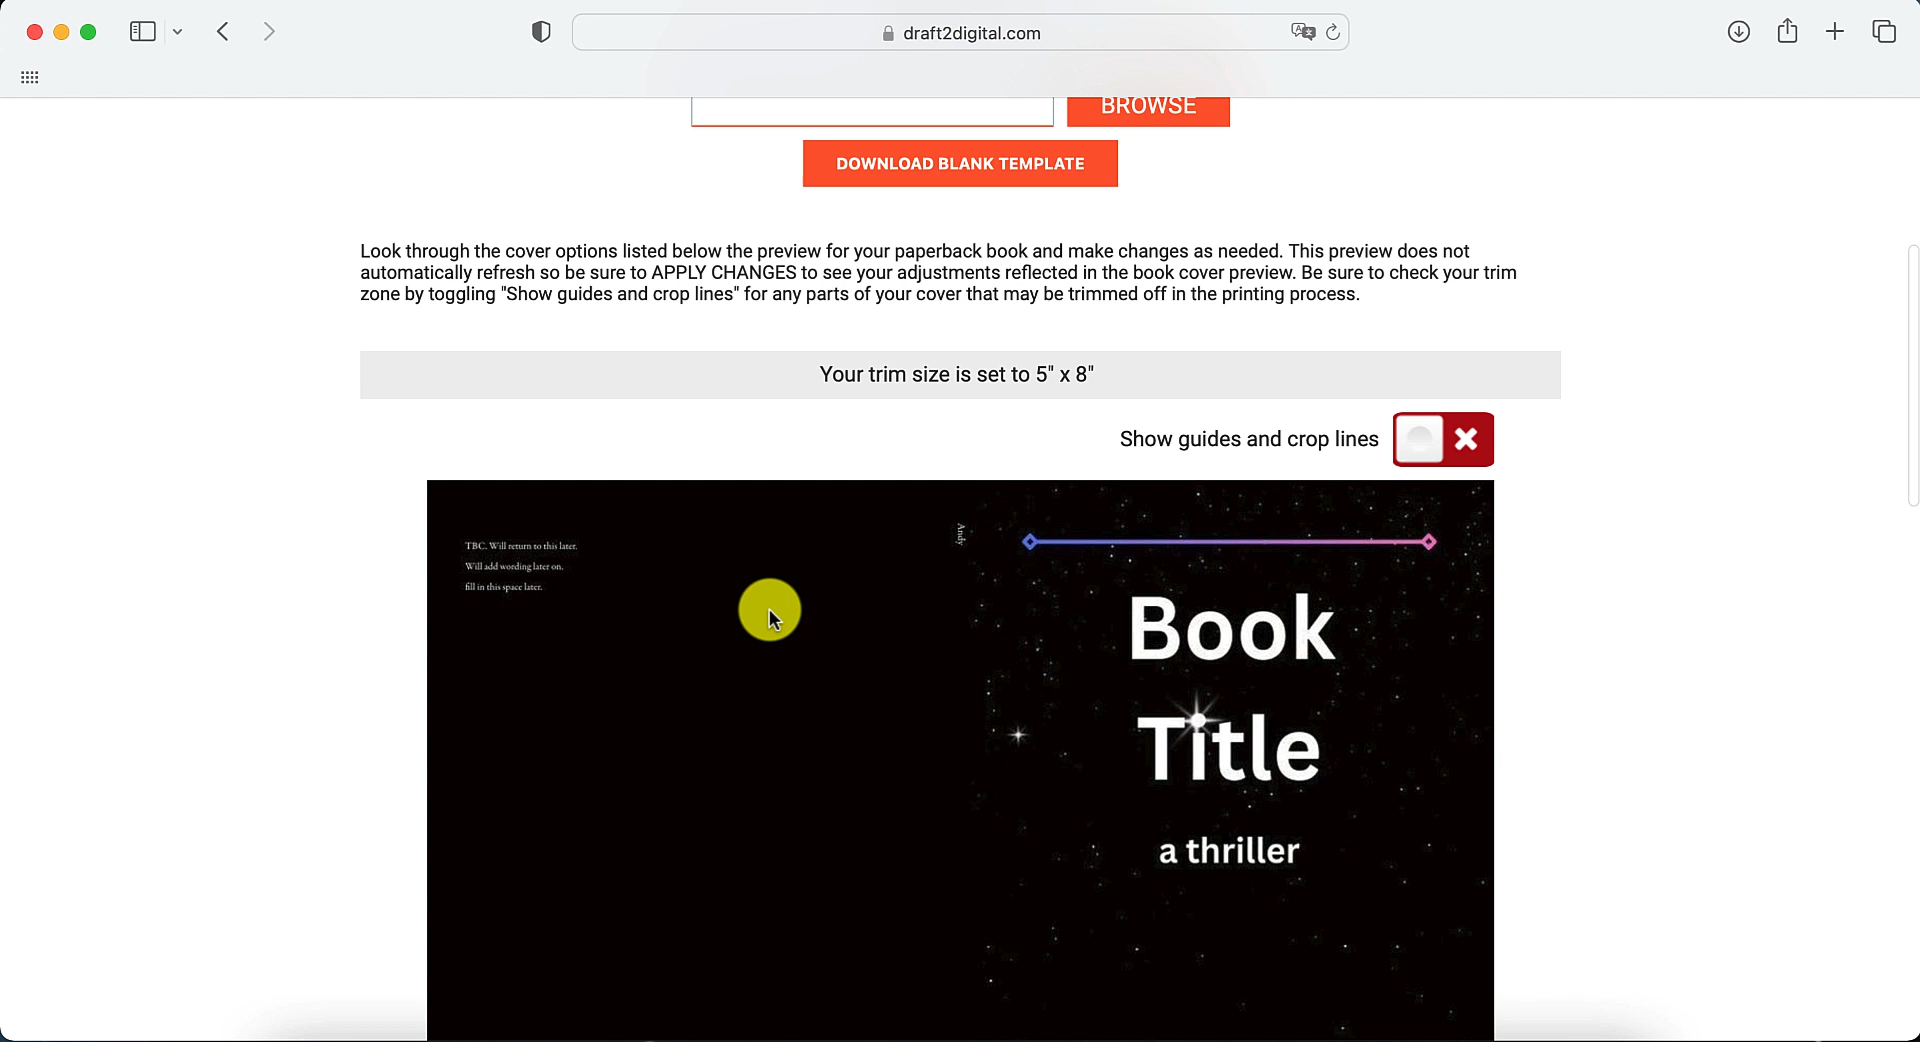 draft2digital.com
BROWSE
DOWNLOAD BLANK TEMPLATE
Look through the cover options listed below the preview for your paperback book and make changes as needed. This preview does not
automatically refresh so be sure to APPLY CHANGES to see your adjustments reflected in the book cover preview. Be sure to check your trim
zone by toggling "Show guides and crop lines" for any parts of your cover that may be trimmed off in the printing process.
Your trim size is set to 5" x 8"
Show guides and crop lines
TBC. Will return to this later.
Will add wording later on.
fill in this space later.
Andy
Book
Title
a thriller